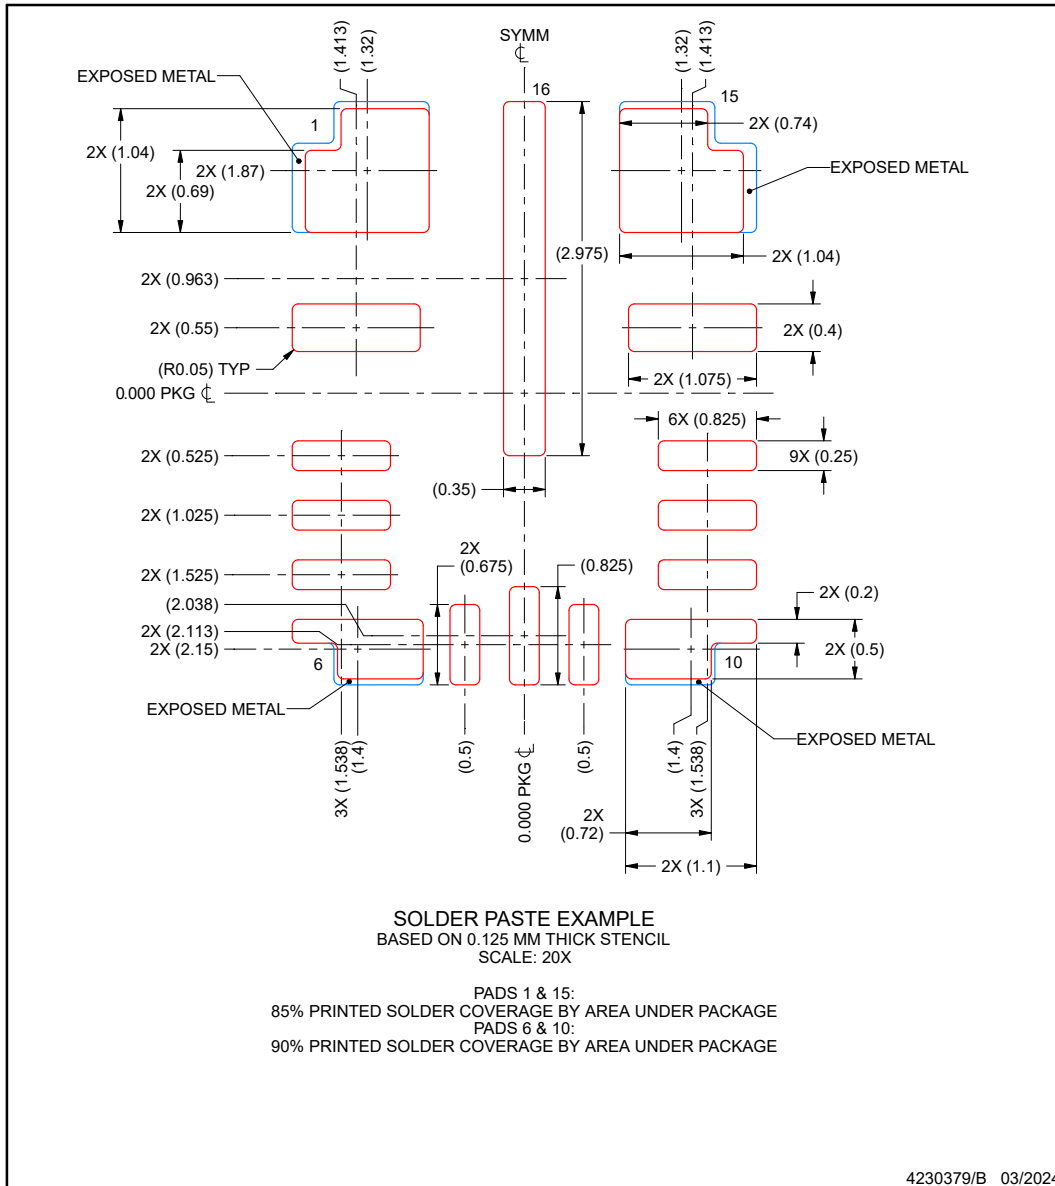 (1.413)
(1.32)
SYMM
℄
(1.32)
(1.413)
EXPOSED METAL
16
15
1
2X (0.74)
2X (1.04)
2X (1.87)
EXPOSED METAL
2X (0.69)
(2.975)
2X (1.04)
2X (0.963)
2X (0.55)
2X (0.4)
(R0.05) TYP
2X (1.075)
0.000 PKG ℄
6X (0.825)
2X (0.525)
9X (0.25)
(0.35)
2X (1.025)
2X
(0.675)
(0.825)
2X (1.525)
2X (0.2)
(2.038)
2X (2.113)
2X (2.15)
2X (0.5)
6
10
EXPOSED METAL
EXPOSED METAL
3X (1.538)
(1.4)
(0.5)
0.000 PKG ℄
(0.5)
(1.4)
3X (1.538)
2X
(0.72)
2X (1.1)
SOLDER PASTE EXAMPLE
BASED ON 0.125 MM THICK STENCIL
SCALE: 20X
PADS 1 & 15:
85% PRINTED SOLDER COVERAGE BY AREA UNDER PACKAGE
PADS 6 & 10:
90% PRINTED SOLDER COVERAGE BY AREA UNDER PACKAGE
4230379/B 03/2024